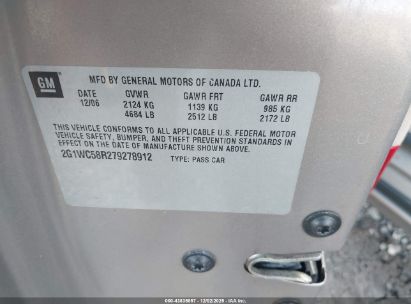 GM
MFD BY GENERAL MOTORS OF CANADA LTD.
DATE GVWR GAWR FRT GAWR RR
12/06 2124 KG 1139 KG 985 KG
4684 LB 2512 LB 2172 LB
THIS VEHICLE CONFORMS TO ALL APPLICABLE U.S. FEDERAL MOTOR
VEHICLE SAFETY, BUMPER, AND THEFT PREVENTION STANDARDS
IN EFFECT ON THE DATE OF MANUFACTURE SHOWN ABOVE.
2G1WC58R279278912 TYPE: PASS CAR